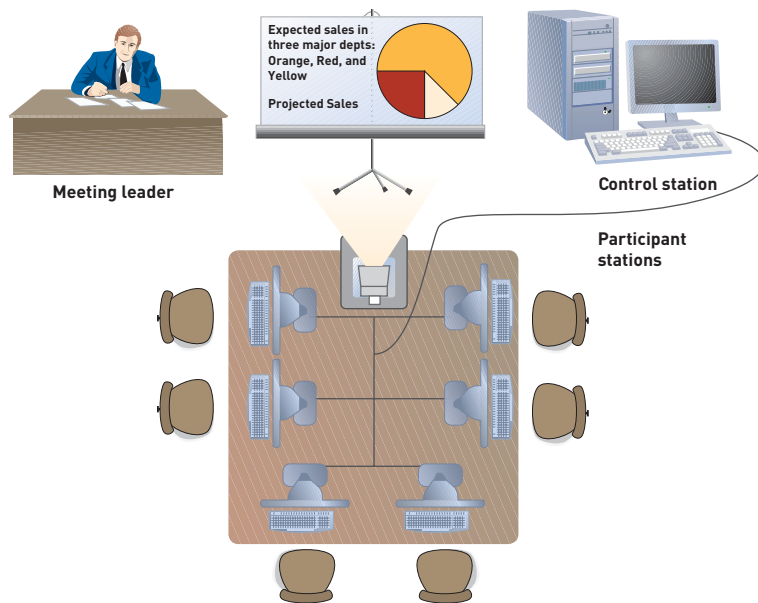 Expected sales in
three major depts:
Orange, Red, and
Yellow
Projected Sales
Meeting leader
Control station
Participant
stations